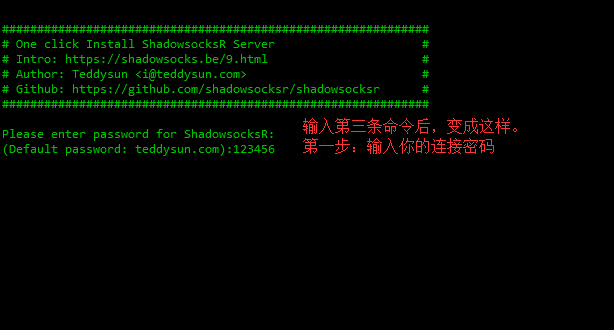 #############################################################
# One click Install ShadowsocksR Server #
# Intro: https://shadowsocks.be/9.html #
# Author: Teddysun <i@teddysun.com> #
# Github: https://github.com/shadowsocksr/shadowsocksr #
#############################################################
Please enter password for ShadowsocksR:
(Default password: teddysun.com):123456
输入第三条命令后，变成这样。
第一步：输入你的连接密码